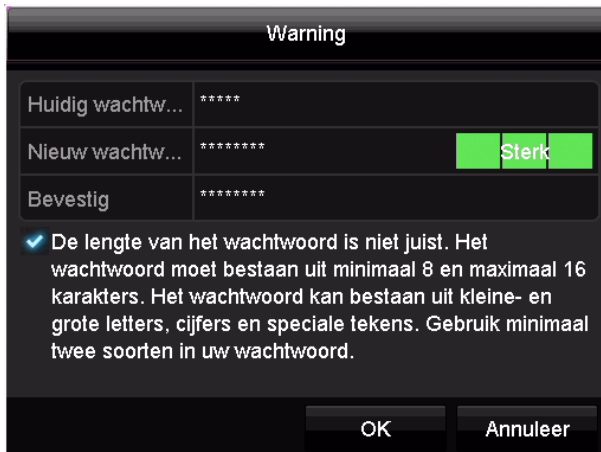 Warning
Huidig wachtw... *****
Nieuw wachtw... ******** Sterk
Bevestig ********
De lengte van het wachtwoord is niet juist. Het
wachtwoord moet bestaan uit minimaal 8 en maximaal 16
karakters. Het wachtwoord kan bestaan uit kleine- en
grote letters, cijfers en speciale tekens. Gebruik minimaal
twee soorten in uw wachtwoord.
OK Annuleer